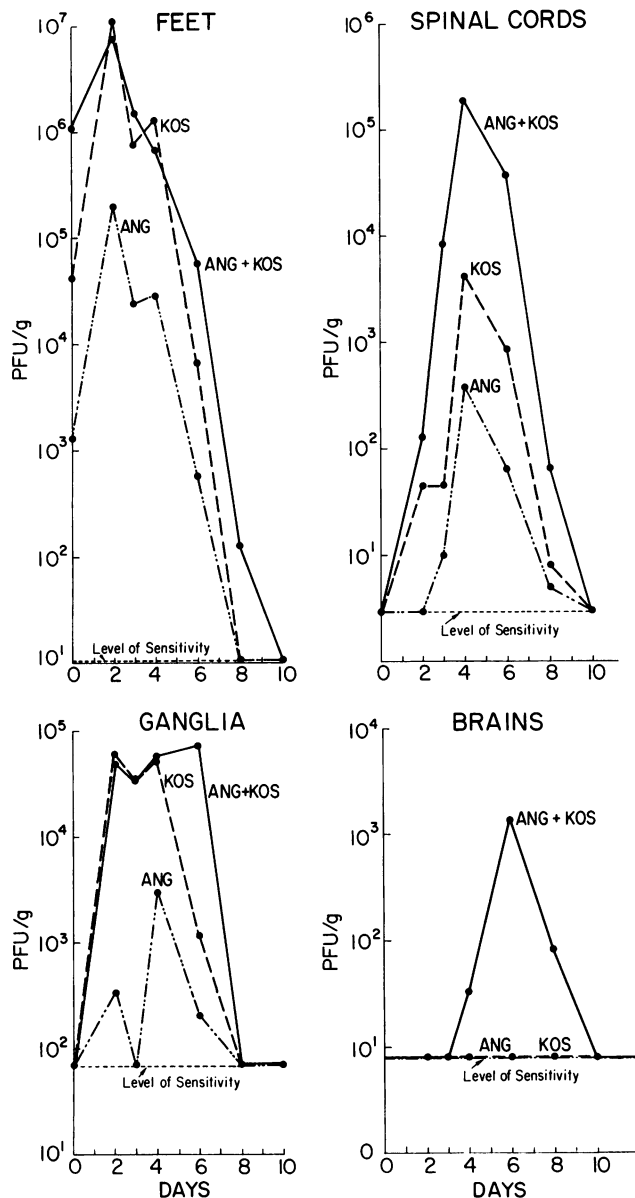 FEET
10^7
10^6
10^5
10^4
10^3
10^2
10^1
PFU/g
KOS
ANG
ANG + KOS
Level of Sensitivity
0 2 4 6 8 10
SPINAL CORDS
10^6
10^5
10^4
10^3
10^2
10^1
PFU/g
ANG+KOS
KOS
ANG
Level of Sensitivity
0 2 4 6 8 10
GANGLIA
10^5
10^4
10^3
10^2
10^1
PFU/g
KOS
ANG+KOS
ANG
Level of Sensitivity
0 2 4 6 8 10
DAYS
BRAINS
10^4
10^3
10^2
10^1
0
PFU/g
ANG + KOS
ANG KOS
Level of Sensitivity
0 2 4 6 8 10
DAYS